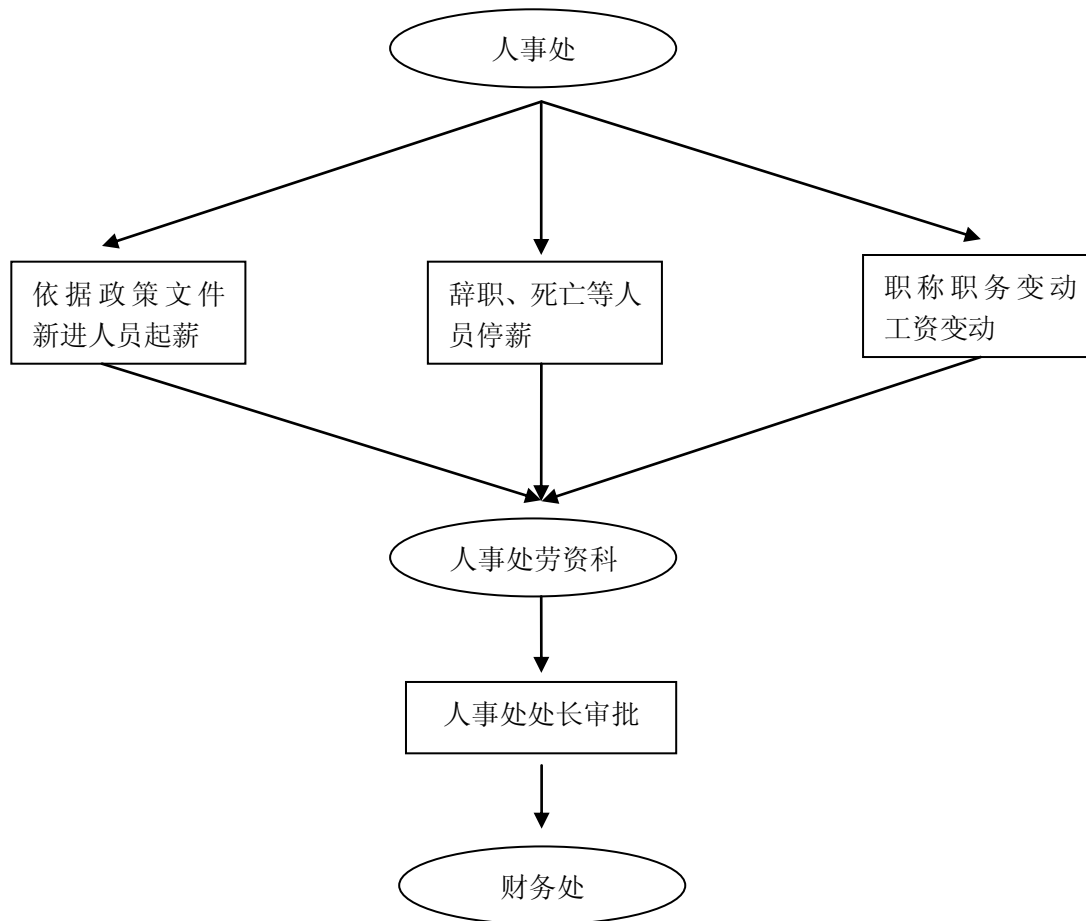 人事处
依据政策文件
新进人员起薪
辞职、死亡等人
员停薪
职称职务变动
工资变动
人事处劳资科
人事处处长审批
财务处